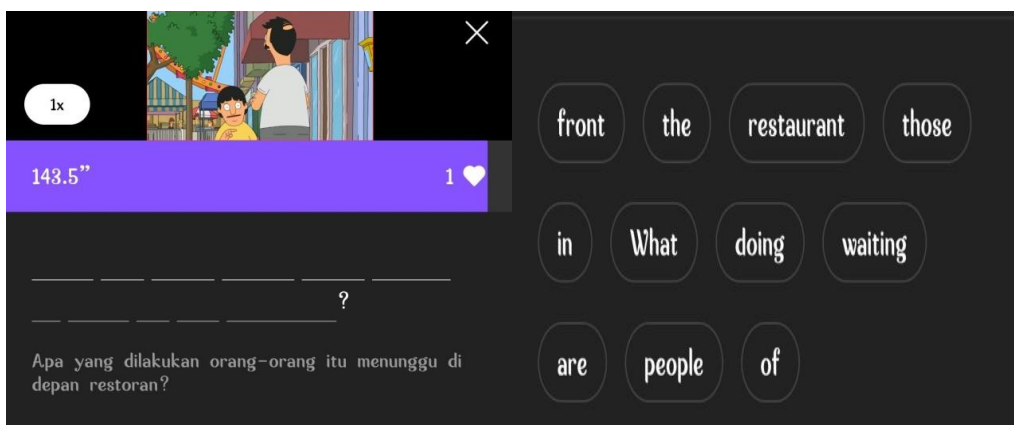 1x
143.5”
1
?
Apa yang dilakukan orang-orang itu menunggu di
depan restoran?
front the restaurant those
in What doing waiting
are people of